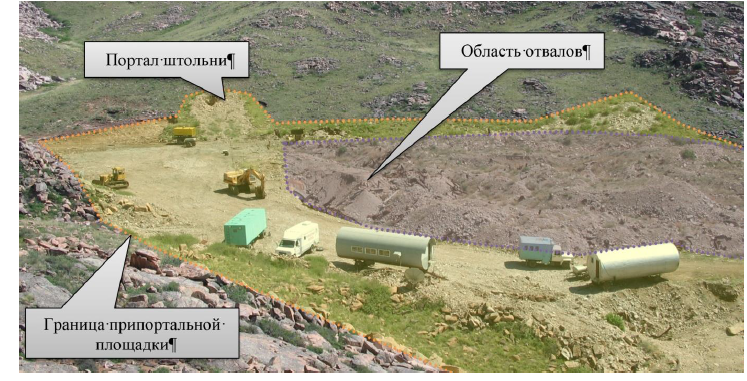 Портал·штольни¶
Область·отвалов¶
Граница·припортальной·
площадки¶